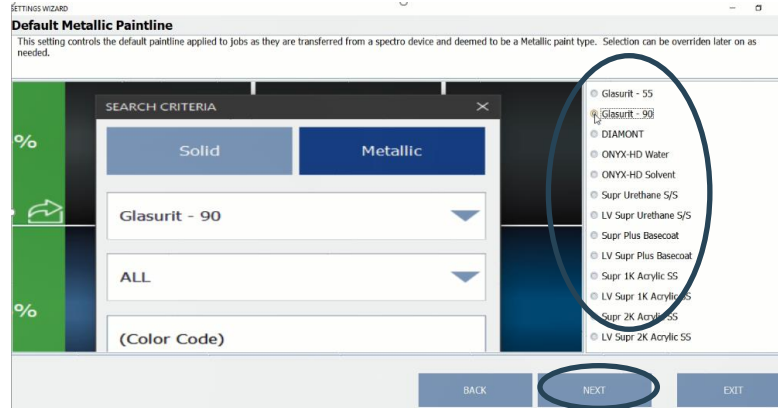 SETTINGS WIZARD
Default Metallic Paintline
This setting controls the default paintline applied to jobs as they are transferred from a spectro device and deemed to be a Metallic paint type. Selection can be overriden later on as
needed.
%
%
SEARCH CRITERIA
Solid
Metallic
Glasurit - 90
ALL
(Color Code)
Glasurit - 55
Glasurit - 90
DIAMONT
ONYX-HD Water
ONYX-HD Solvent
Supr Urethane S/S
LV Supr Urethane S/S
Supr Plus Basecoat
LV Supr Plus Basecoat
Supr 1K Acrylic SS
LV Supr 1K Acrylic SS
Supr 2K Acrylic SS
LV Supr 2K Acrylic SS
BACK
NEXT
EXIT